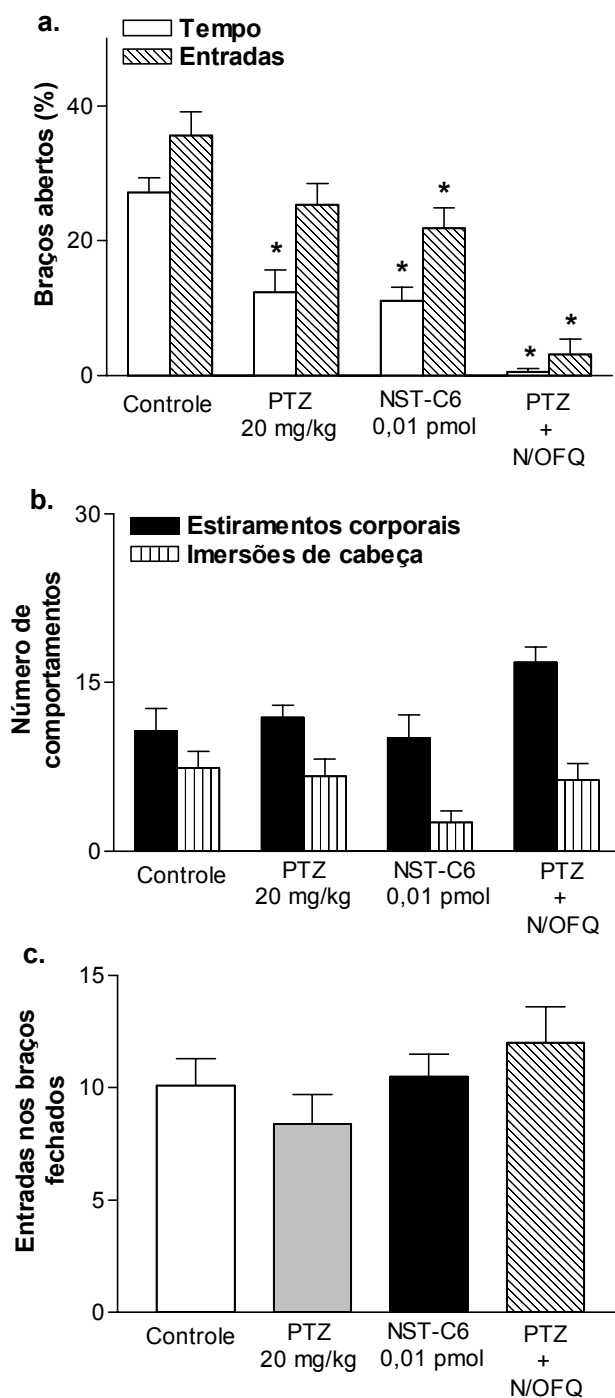 a.
Tempo
Entradas
Braços abertos (%)
40
20
0
*
*
*
*
*
Controle
PTZ
20 mg/kg
NST-C6
0,01 pmol
PTZ
+
N/OFQ
b.
Estiramentos corporais
Imersões de cabeça
Número de
comportamentos
30
15
0
Controle
PTZ
20 mg/kg
NST-C6
0,01 pmol
PTZ
+
N/OFQ
c.
Entradas nos braços
fechados
15
10
5
0
Controle
PTZ
20 mg/kg
NST-C6
0,01 pmol
PTZ
+
N/OFQ